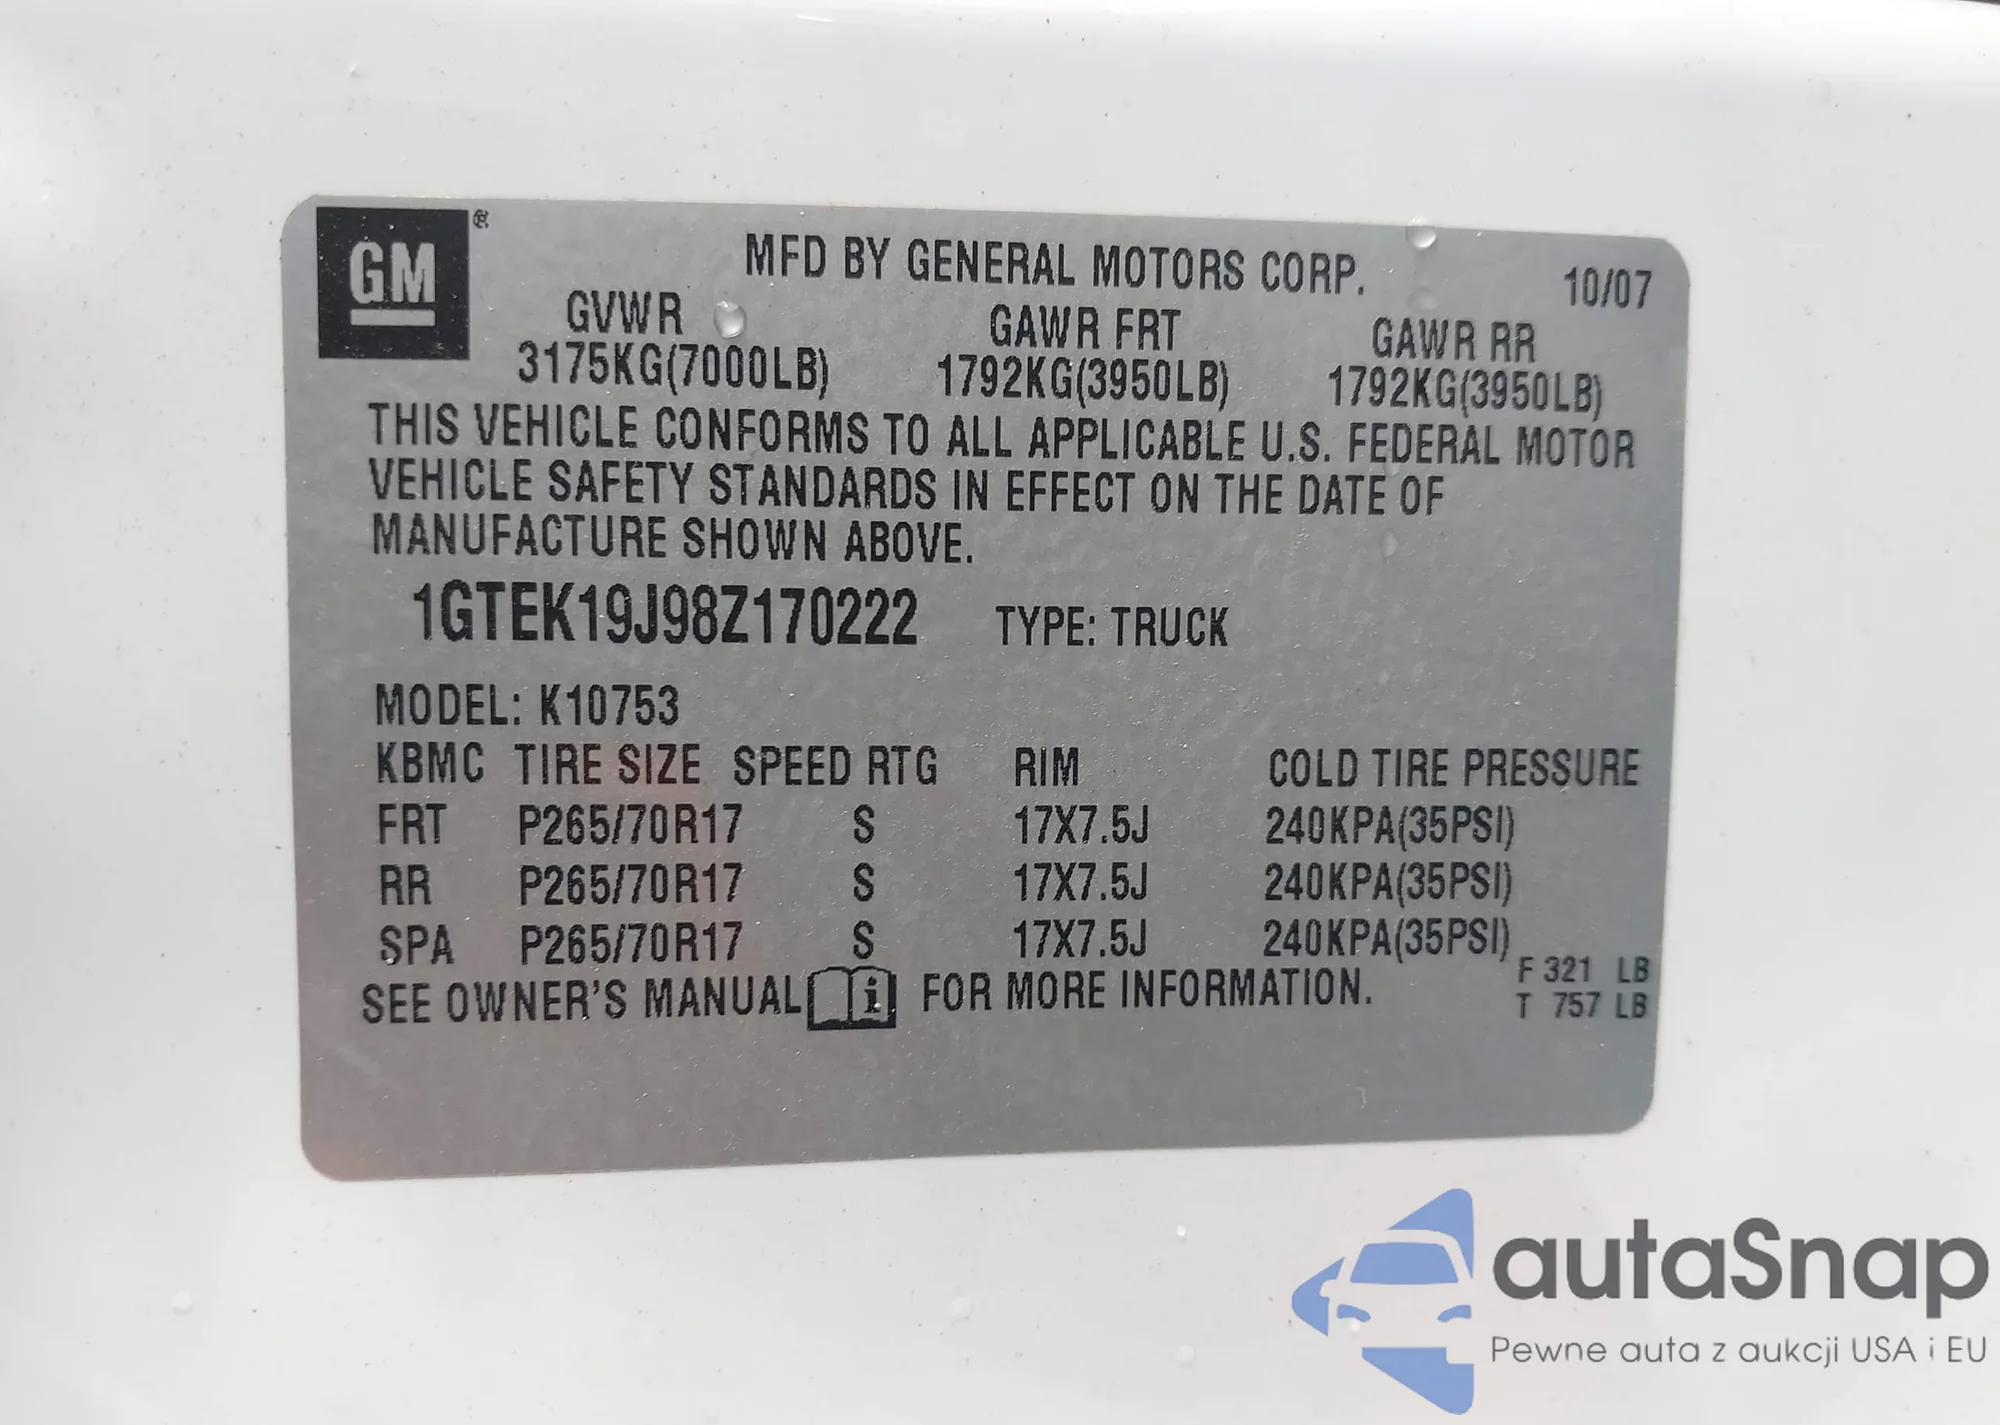 GM ®
MFD BY GENERAL MOTORS CORP. 10/07
GVWR GAWR FRT GAWR RR
3175KG(7000LB) 1792KG(3950LB) 1792KG(3950LB)
THIS VEHICLE CONFORMS TO ALL APPLICABLE U.S. FEDERAL MOTOR
VEHICLE SAFETY STANDARDS IN EFFECT ON THE DATE OF
MANUFACTURE SHOWN ABOVE.
1GTEK19J98Z170222 TYPE: TRUCK
MODEL: K10753
KBMC TIRE SIZE SPEED RTG RIM COLD TIRE PRESSURE
FRT P265/70R17 S 17X7.5J 240KPA(35PSI)
RR P265/70R17 S 17X7.5J 240KPA(35PSI)
SPA P265/70R17 S 17X7.5J 240KPA(35PSI)
SEE OWNER'S MANUAL i FOR MORE INFORMATION.
F 321 LB
T 757 LB
autaSnap
Pewne auta z aukcji USA i EU